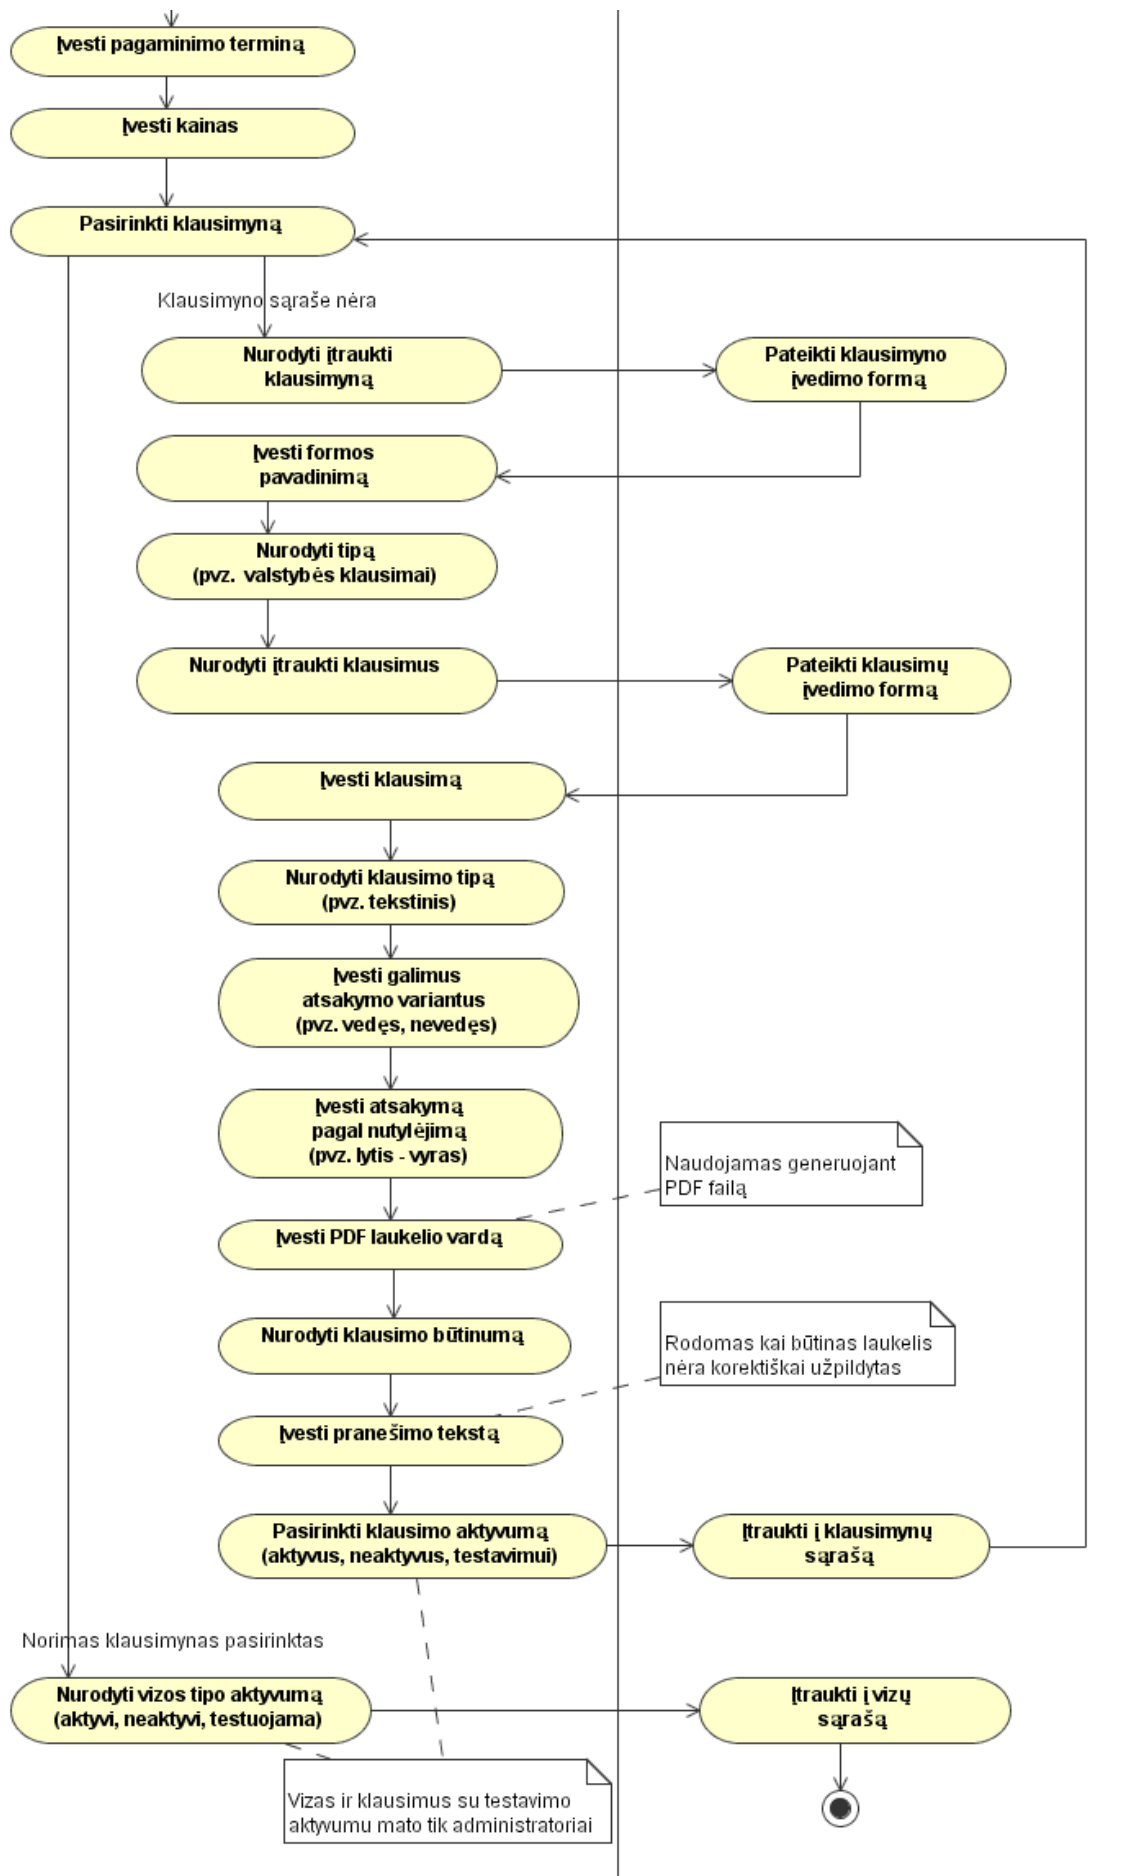 Įvesti pagaminimo terminą
Įvesti kainas
Pasirinkti klausimyną
Klausimyno sąraše nėra
Nurodyti įtraukti
klausimyną
Pateikti klausimyno
įvedimo formą
Įvesti formos
pavadinimą
Nurodyti tipą
(pvz. valstybės klausimai)
Nurodyti įtraukti klausimus
Pateikti klausimų
įvedimo formą
Įvesti klausimą
Nurodyti klausimo tipą
(pvz. tekstinis)
Įvesti galimus
atsakymo variantus
(pvz. vedęs, nevedęs)
Įvesti atsakymą
pagal nutylėjimą
(pvz. lytis - vyras)
Naudojamas generuojant
PDF failą
Įvesti PDF laukelio vardą
Nurodyti klausimo būtinumą
Rodomas kai būtinas laukelis
nėra korektiškai užpildytas
Įvesti pranešimo tekstą
Pasirinkti klausimo aktyvumą
(aktyvus, neaktyvus, testavimui)
Įtraukti į klausimynų
sąrašą
Norimas klausimynas pasirinktas
Nurodyti vizos tipo aktyvumą
(aktyvi, neaktyvi, testuojama)
Įtraukti į vizų
sąrašą
Vizas ir klausimus su testavimo
aktyvumu mato tik administratoriai